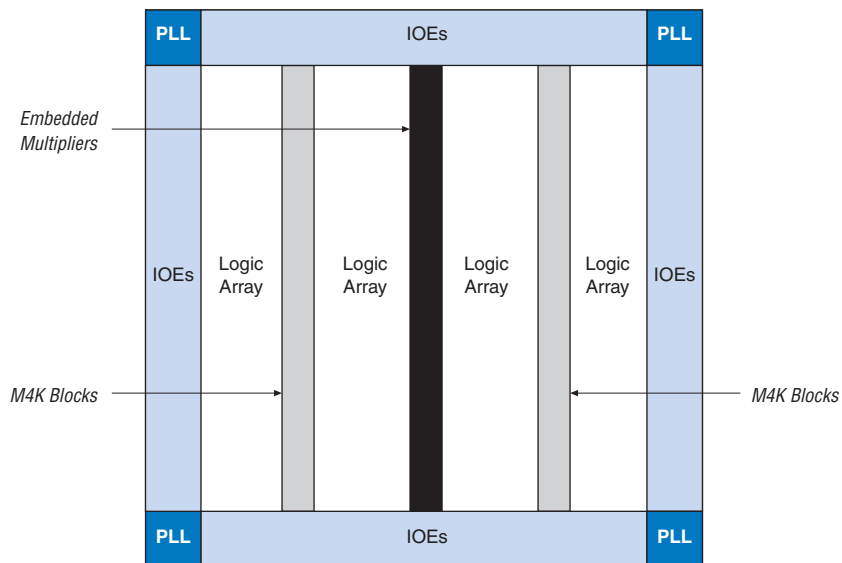 PLL
IOEs
PLL
Embedded
Multipliers
IOEs
Logic
Array
Logic
Array
Logic
Array
Logic
Array
IOEs
M4K Blocks
M4K Blocks
PLL
IOEs
PLL